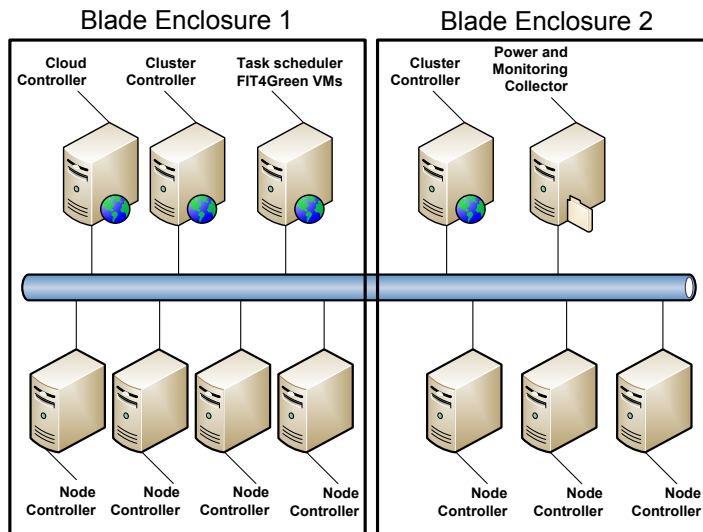 Blade Enclosure 1
Blade Enclosure 2
Cloud
Controller
Cluster
Controller
Task scheduler
FIT4Green VMs
Cluster
Controller
Power and
Monitoring
Collector
Node
Controller
Node
Controller
Node
Controller
Node
Controller
Node
Controller
Node
Controller
Node
Controller